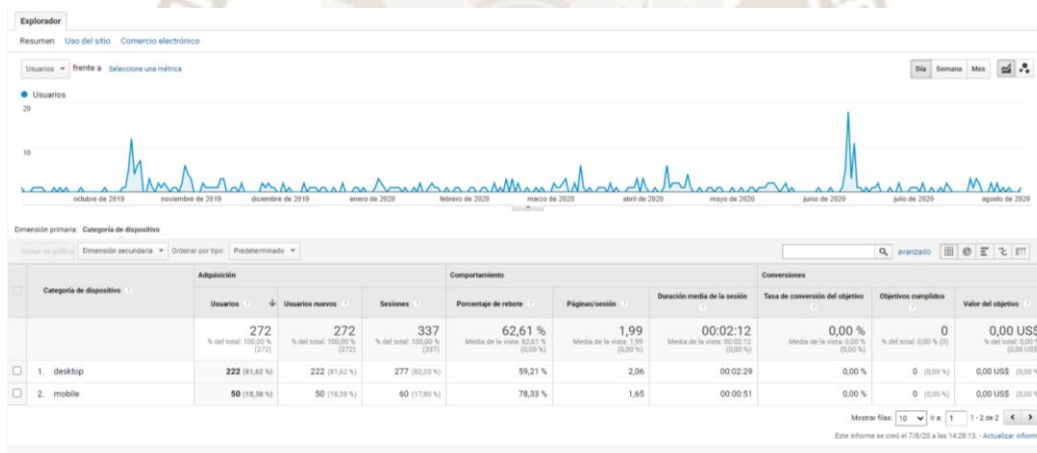 Explorador
Resumen Uso del sitio Comercio electrónico
Usuarios frente a Seleccione una métrica
Día Semana Mes
Usuarios
20
10
octubre de 2019 noviembre de 2019 diciembre de 2019 enero de 2020 febrero de 2020 marzo de 2020 abril de 2020 mayo de 2020 junio de 2020 julio de 2020 agosto de 2020
Dimensión primaria: Categoría de dispositivo
Dimensión secundaria Ordenar por tipo: Predeterminado avanzado
Categoría de dispositivo Adquisición Comportamiento Conversiones
Usuarios Usuarios nuevos Sesiones Porcentaje de rebote Páginas/sesión Duración media de la sesión Tasa de conversión del objetivo Objetivos cumplidos Valor del objetivo
272 272 337 62,61 % 1,99 00:02:12 0,00 % 0 0,00 US$
% del total: 100,00 % % del total: 100,00 % % del total: 100,00 % Media de la vista: 62,61 % Media de la vista: 1,99 Media de la vista: 00:02:12 Media de la vista: 0,00 % % del total: 0,00 % (0) % del total: 0,00 %
(272) (272) (337) (0,00 %) (0,00 %) (0,00 %) (0,00 %) (0,00 US$
1. desktop 222 (81,62 %) 222 (81,62 %) 277 (82,20 %) 59,21 % 2,06 00:02:29 0,00 % 0 (0,00 %) 0,00 US$ (0,00 %
2. mobile 50 (18,38 %) 50 (18,38 %) 60 (17,80 %) 78,33 % 1,65 00:00:51 0,00 % 0 (0,00 %) 0,00 US$ (0,00 %
Mostrar filas: 10 Ir a: 1 1 - 2 de 2
Este informe se creó el 7/8/20 a las 14:28:13. - Actualizar inform